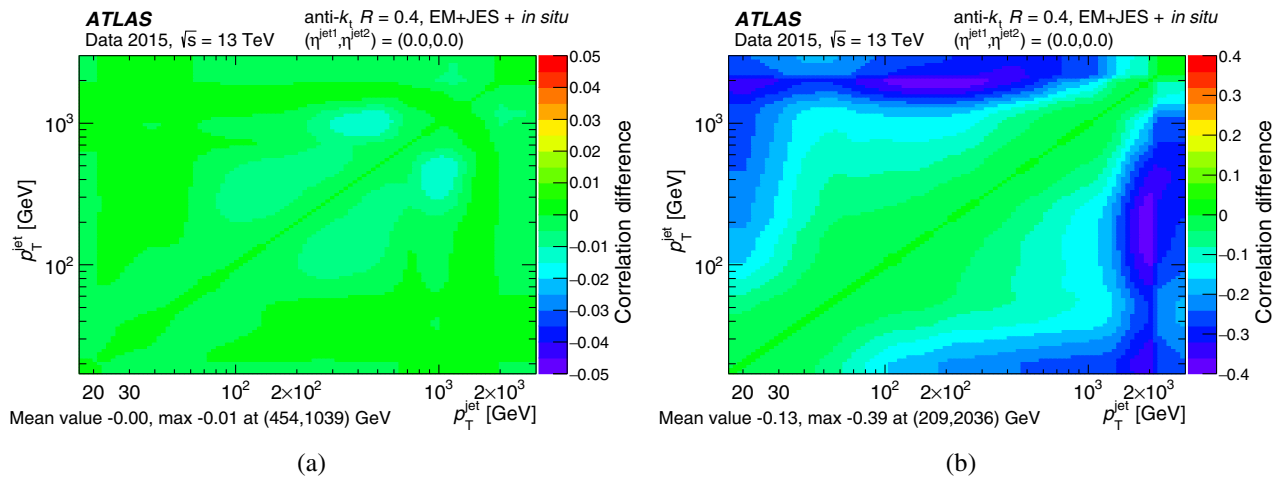 ATLAS
Data 2015, √s = 13 TeV
anti-kt R = 0.4, EM+JES + in situ
(ηjet1,ηjet2) = (0.0,0.0)
pTjet [GeV]
10³
10²
20 30 10² 2×10² 10³ 2×10³
pTjet [GeV]
0.05
0.04
0.03
0.02
0.01
0
−0.01
−0.02
−0.03
−0.04
−0.05
Correlation difference
Mean value -0.00, max -0.01 at (454,1039) GeV
(a)
ATLAS
Data 2015, √s = 13 TeV
anti-kt R = 0.4, EM+JES + in situ
(ηjet1,ηjet2) = (0.0,0.0)
pTjet [GeV]
10³
10²
20 30 10² 2×10² 10³ 2×10³
pTjet [GeV]
0.4
0.3
0.2
0.1
0
−0.1
−0.2
−0.3
−0.4
Correlation difference
Mean value -0.13, max -0.39 at (209,2036) GeV
(b)